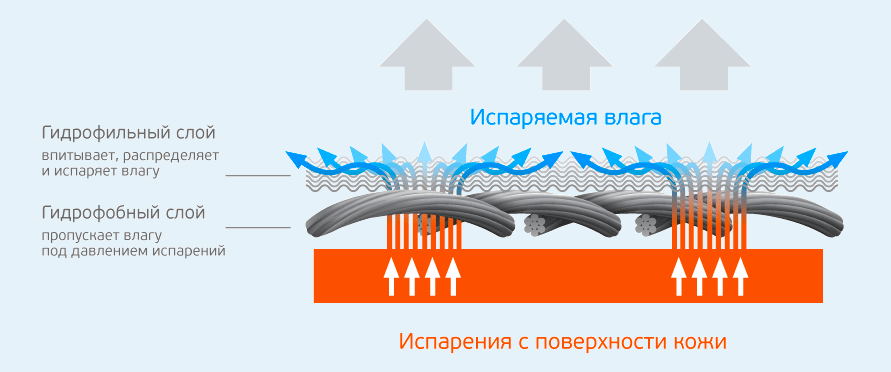 Испаряемая влага
Гидрофильный слой
впитывает, распределяет
и испаряет влагу
Гидрофобный слой
пропускает влагу
под давлением испарений
Испарения с поверхности кожи